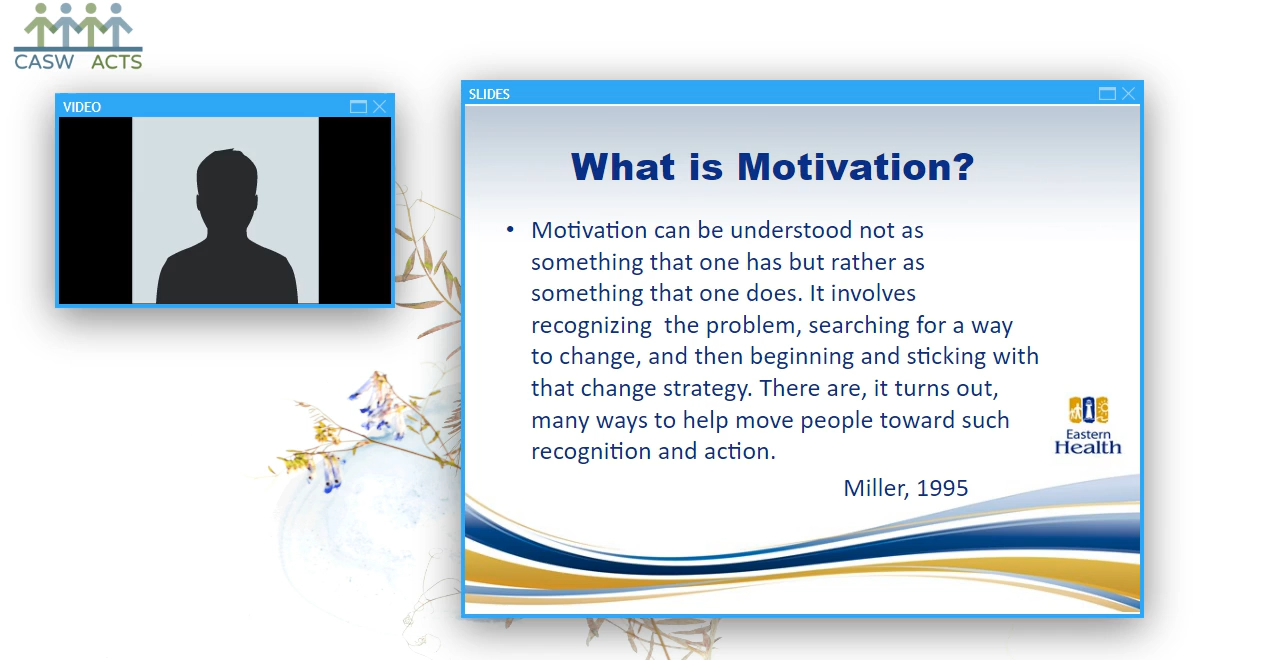 CASW ACTS
VIDEO
SLIDES
What is Motivation?
• Motivation can be understood not as
something that one has but rather as
something that one does. It involves
recognizing  the problem, searching for a way
to change, and then beginning and sticking with
that change strategy. There are, it turns out,
many ways to help move people toward such
recognition and action.
Miller, 1995
Eastern
Health